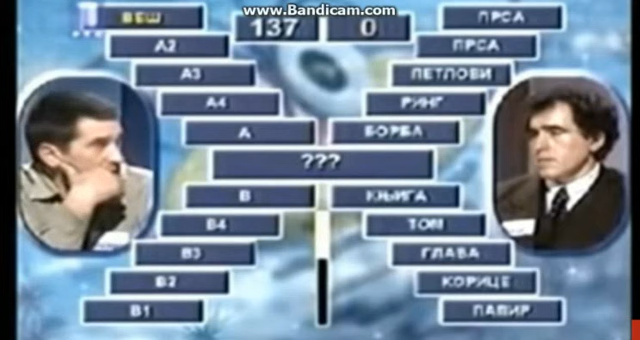 www.Bandicam.com
ВЕШ 137 0 ПРСА
А2 ПРСА
А3 ПЕТЛОВИ
А4 РИНГ
А БОРБА
???
В КЊИГА
В4 ТОМ
В3 ГЛАВА
В2 КОРИЦЕ
В1 ПАПИР